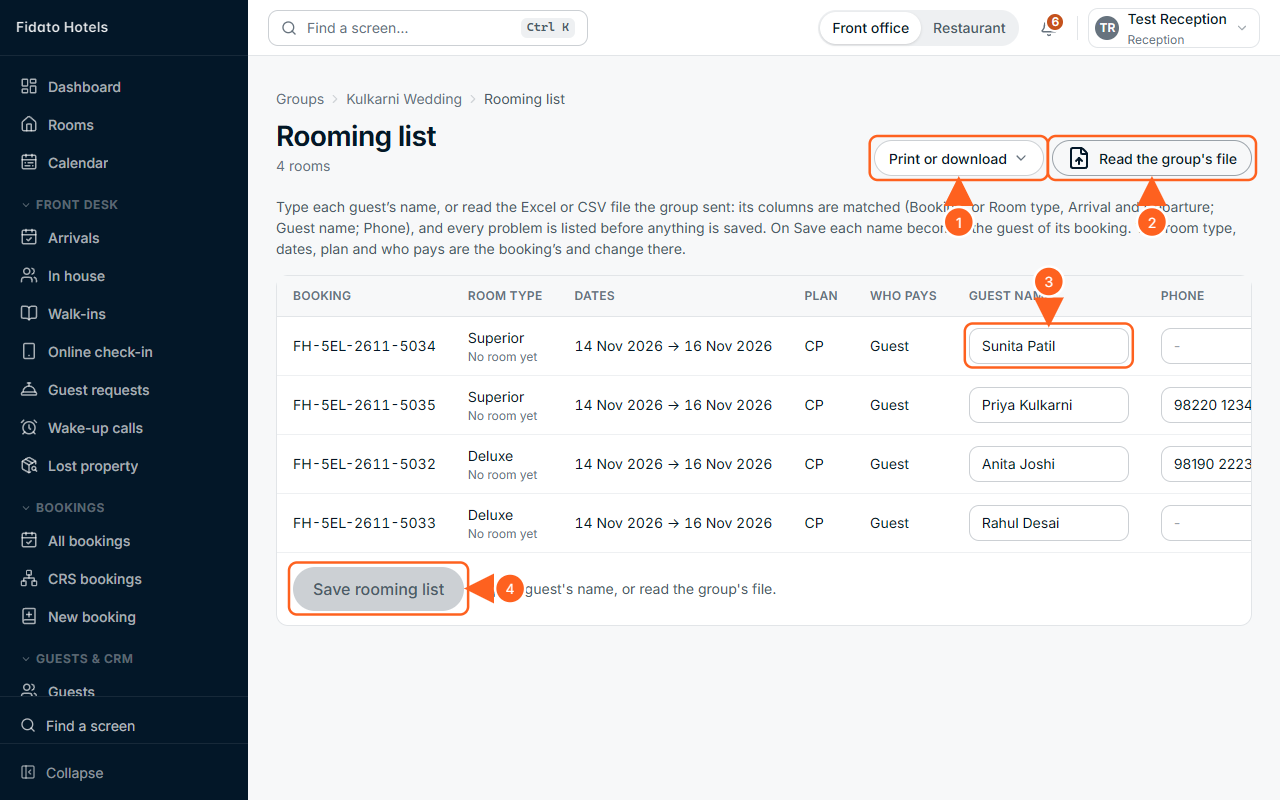 Fidato Hotels
Find a screen...
Ctrl K
Front office
Restaurant
6
TR
Test Reception
Reception
Dashboard
Rooms
Calendar
FRONT DESK
Arrivals
In house
Walk-ins
Online check-in
Guest requests
Wake-up calls
Lost property
BOOKINGS
All bookings
CRS bookings
New booking
GUESTS & CRM
Guests
Find a screen
Collapse
Groups > Kulkarni Wedding > Rooming list
Rooming list
4 rooms
Print or download
Read the group's file
1
2
Type each guest's name, or read the Excel or CSV file the group sent: its columns are matched (or Room type, Arrival and
Guest name; Phone), and every problem is listed before anything is saved. On Save each name the guest of its booking. room type,
dates, plan and who pays are the booking's and change there.
3
BOOKING ROOM TYPE DATES PLAN WHO PAYS GUEST PHONE
FH-5EL-2611-5034 Superior 14 Nov 2026 → 16 Nov 2026 CP Guest Sunita Patil -
No room yet
FH-5EL-2611-5035 Superior 14 Nov 2026 → 16 Nov 2026 CP Guest Priya Kulkarni 98220 1234
No room yet
FH-5EL-2611-5032 Deluxe 14 Nov 2026 → 16 Nov 2026 CP Guest Anita Joshi 98190 2223
No room yet
FH-5EL-2611-5033 Deluxe 14 Nov 2026 → 16 Nov 2026 CP Guest Rahul Desai -
No room yet
Save rooming list
4
guest's name, or read the group's file.